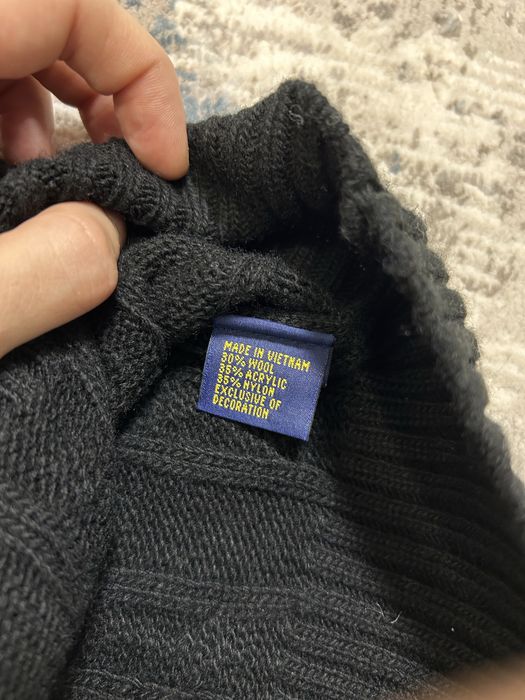 MADE IN VIETNAM
30% WOOL
35% ACRYLIC
35% NYLON
EXCLUSIVE OF
DECORATION